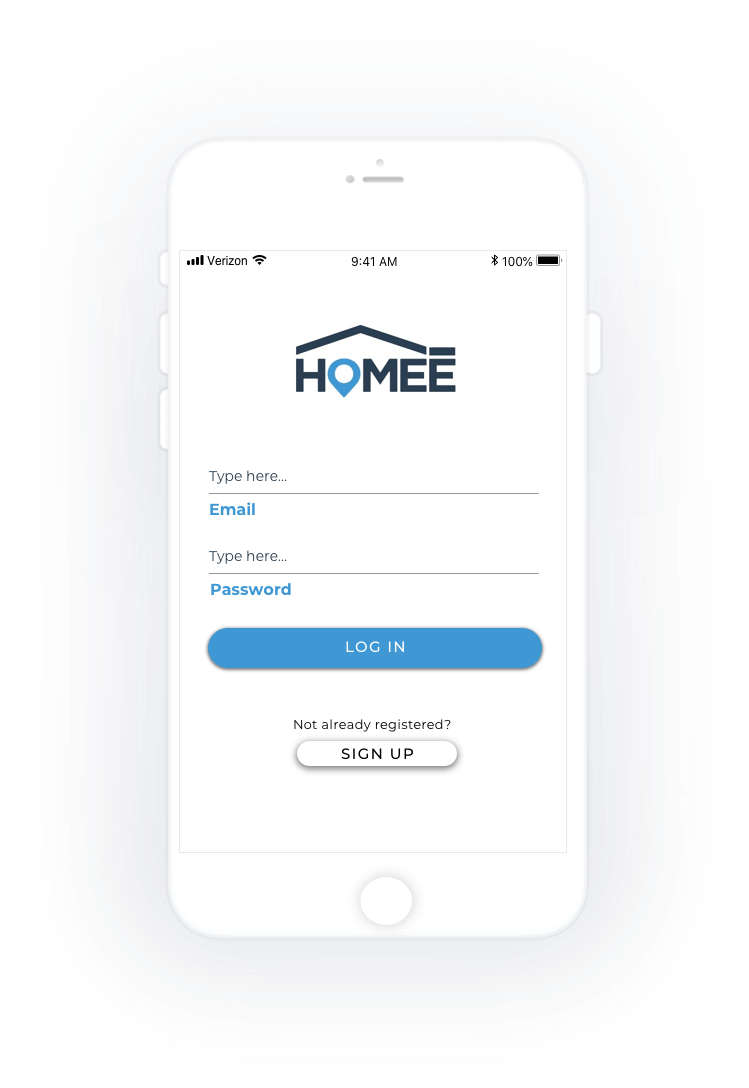 Verizon 9:41 AM 100%
HOMEE
Type here...
Email
Type here...
Password
LOG IN
Not already registered?
SIGN UP